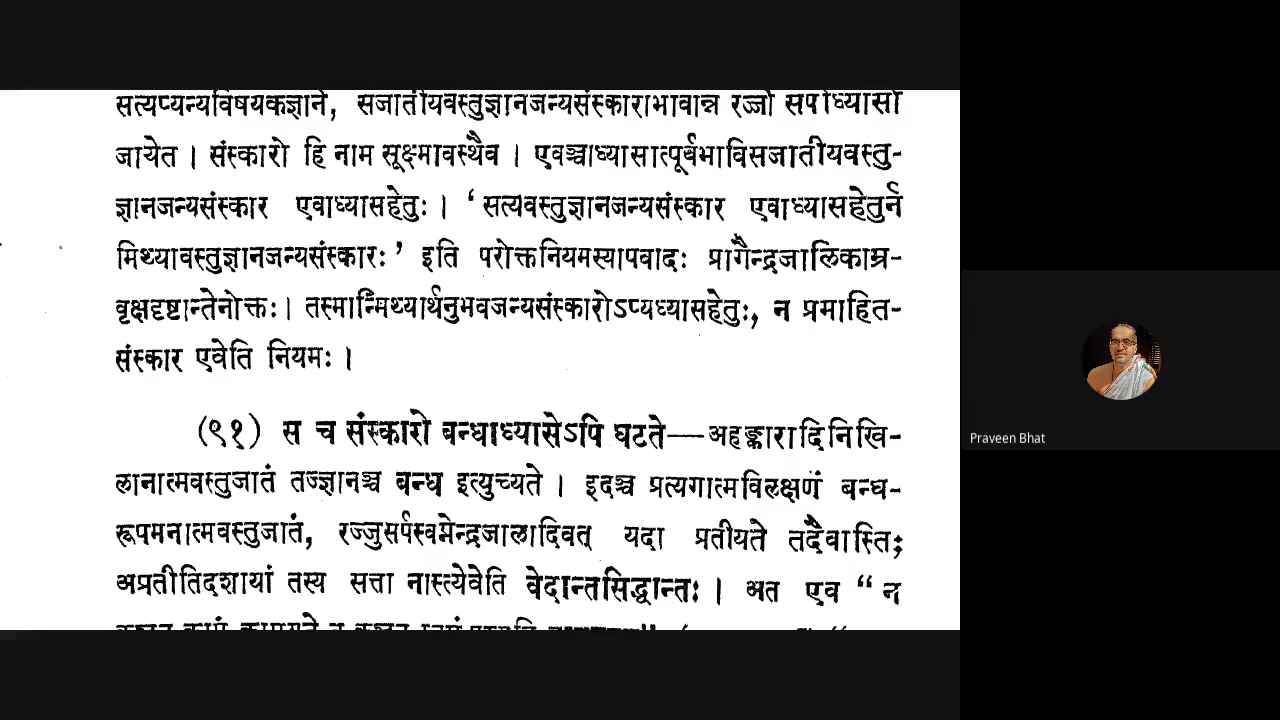 सत्यप्यन्यविषयकज्ञाने, सजातीयवस्तुज्ञानजन्यसंस्काराभावान्न रज्जौ सर्पाध्यासो
जायेत । संस्कारो हि नाम सूक्ष्मावस्थैव । एवञ्चाध्यासात्पूर्वभाविसजातीयवस्तु-
ज्ञानजन्यसंस्कार एवाध्यासहेतुः । ‘ सत्यवस्तुज्ञानजन्यसंस्कार एवाध्यासहेतुर्न
मिथ्यावस्तुज्ञानजन्यसंस्कारः ’ इति परोक्तनियमस्यापवादः प्रागैन्द्रजालिकाम्र-
वृक्षदृष्टान्तेनोक्तः । तस्मान्मिथ्यार्थनुभवजन्यसंस्कारोऽप्यध्यासहेतुः, न प्रमाहित-
संस्कार एवेति नियमः ।
(९१) स च संस्कारो बन्धाध्यासेऽपि घटते—अहङ्कारादिनिखि-
लानात्मवस्तुजातं तज्ज्ञानञ्च बन्ध इत्युच्यते । इदञ्च प्रत्यगात्मविलक्षणं बन्ध-
रूपमनात्मवस्तुजातं, रज्जुसर्पस्वप्नेन्द्रजालादिवत् यदा प्रतीयते तदैवास्ति;
अप्रतीतिदशायां तस्य सत्ता नास्त्येवेति वेदान्तसिद्धान्तः । अत एव “ न
Praveen Bhat